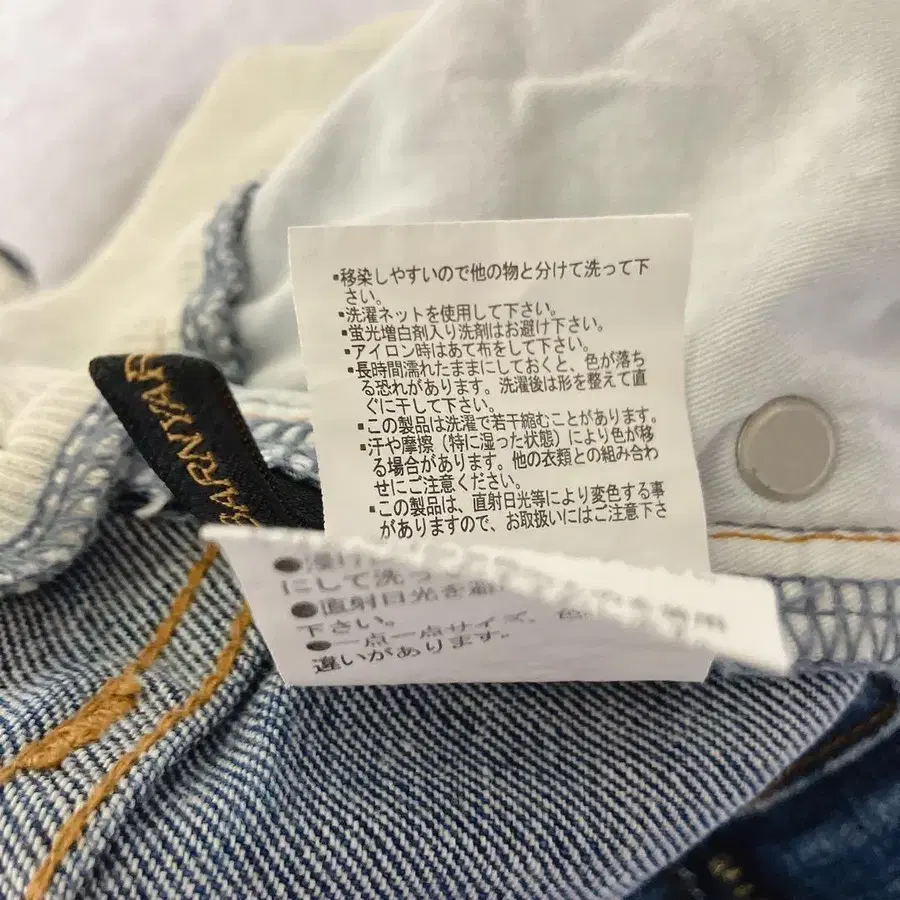 ▪移染しやすいので他の物と分けて洗って下
さい。
▪洗濯ネットを使用して下さい。
▪蛍光増白剤入り洗剤はお避け下さい。
▪アイロン時はあて布をして下さい。
▪長時間濡れたままにしておくと、色が落ち
る恐れがあります。洗濯後は形を整えて直
ぐに干して下さい。
▪この製品は洗濯で若干縮むことがあります。
▪汗や摩擦（特に湿った状態）により色が移
る場合があります。他の衣類との組み合わ
せにご注意ください。
▪この製品は、直射日光等により変色する事
がありますので、お取扱いにはご注意下さ
にして洗っ
●直射日光を避
下さい。
●一点一点サイズ、色
違いがあります。